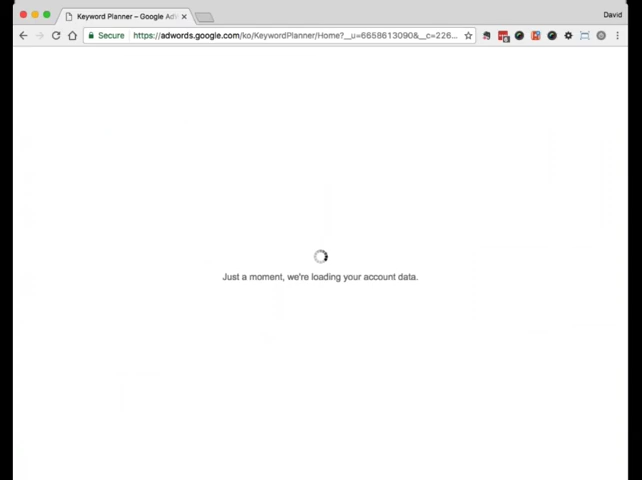 Keyword Planner – Google AdW
David
Secure
https://adwords.google.com/ko/KeywordPlanner/Home?__u=6658613090&__c=226...
Just a moment, we're loading your account data.